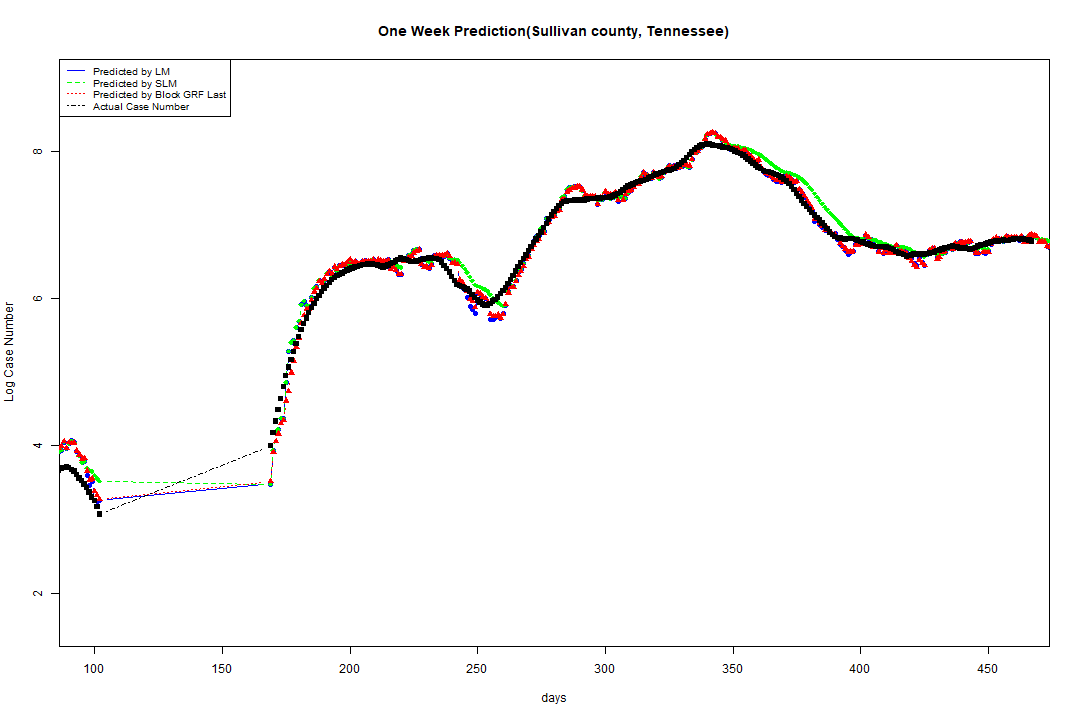 One Week Prediction(Sullivan county, Tennessee)
Predicted by LM
Predicted by SLM
Predicted by Block GRF Last
Actual Case Number
8
6
4
2
Log Case Number
100 150 200 250 300 350 400 450
days